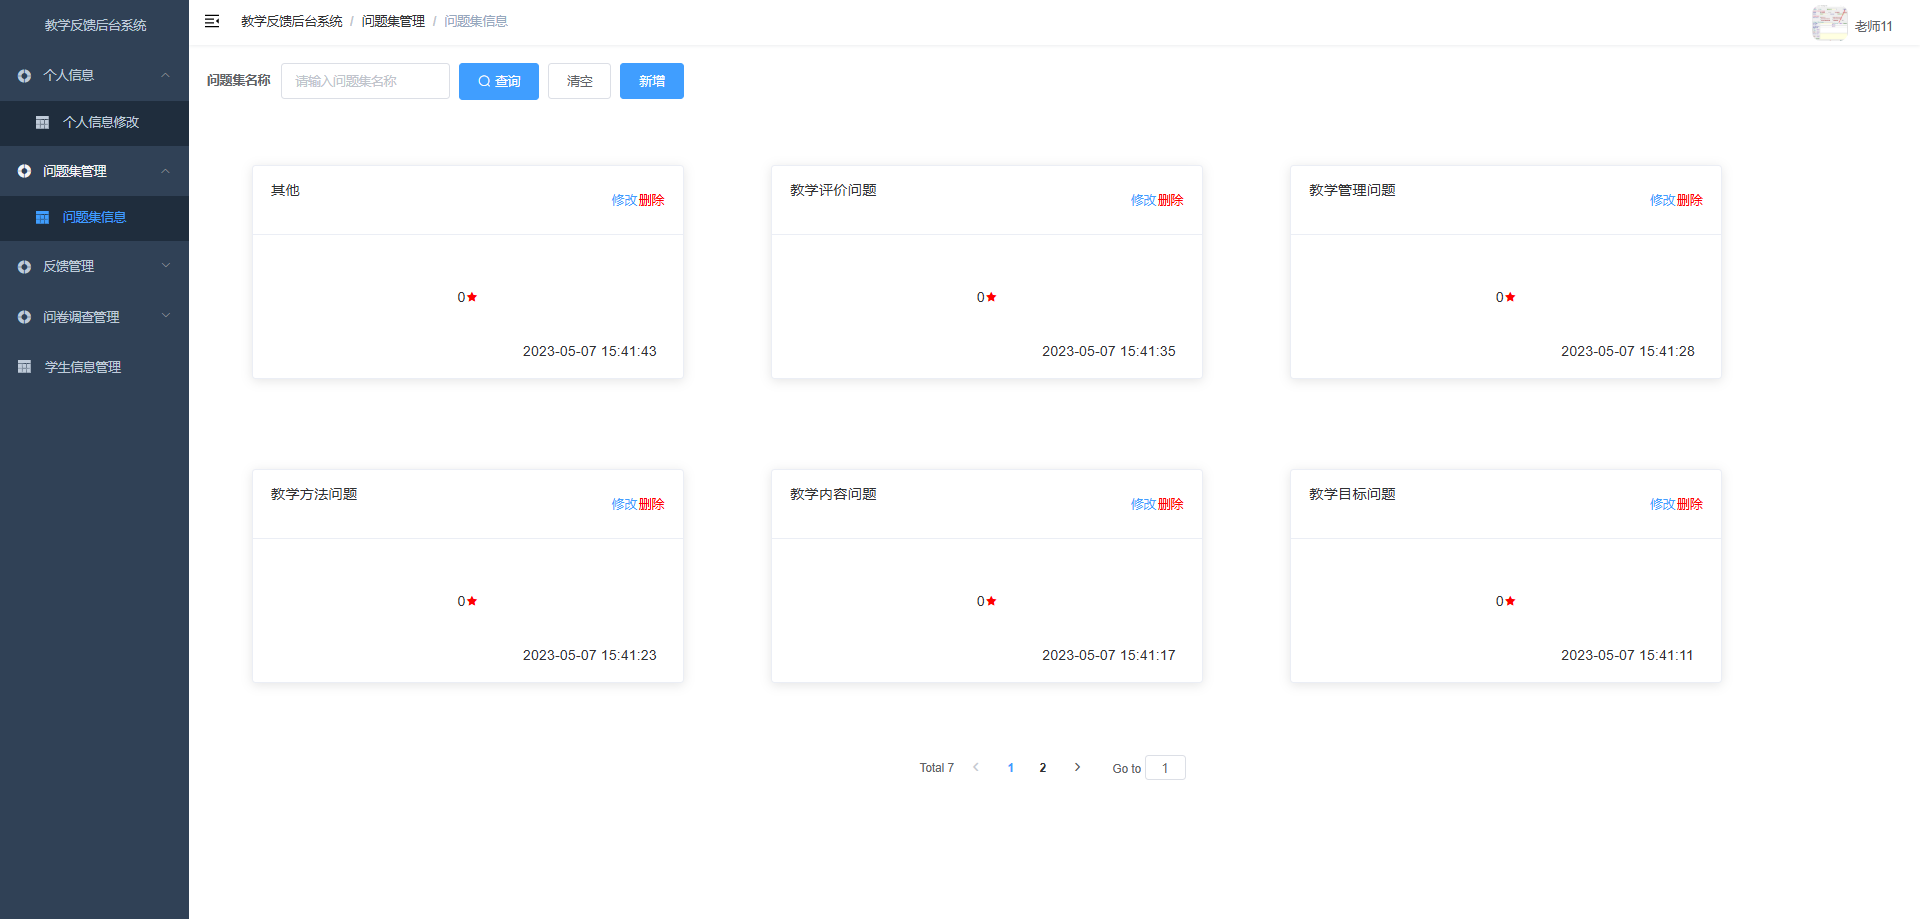 教学反馈后台系统
个人信息
个人信息修改
问题集管理
问题集信息
反馈管理
问卷调查管理
学生信息管理
教学反馈后台系统 / 问题集管理 / 问题集信息
老师11
问题集名称 请输入问题集名称 查询 清空 新增
其他 修改删除
0
2023-05-07 15:41:43
教学评价问题 修改删除
0
2023-05-07 15:41:35
教学管理问题 修改删除
0
2023-05-07 15:41:28
教学方法问题 修改删除
0
2023-05-07 15:41:23
教学内容问题 修改删除
0
2023-05-07 15:41:17
教学目标问题 修改删除
0
2023-05-07 15:41:11
Total 7 1 2 Go to 1